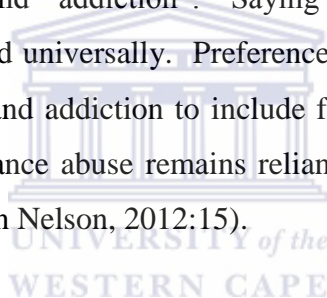 and addiction". Saying
d universally. Preference
and addiction to include f
ance abuse remains relian
n Nelson, 2012:15).
UNIVERSITY of the
WESTERN CAPE